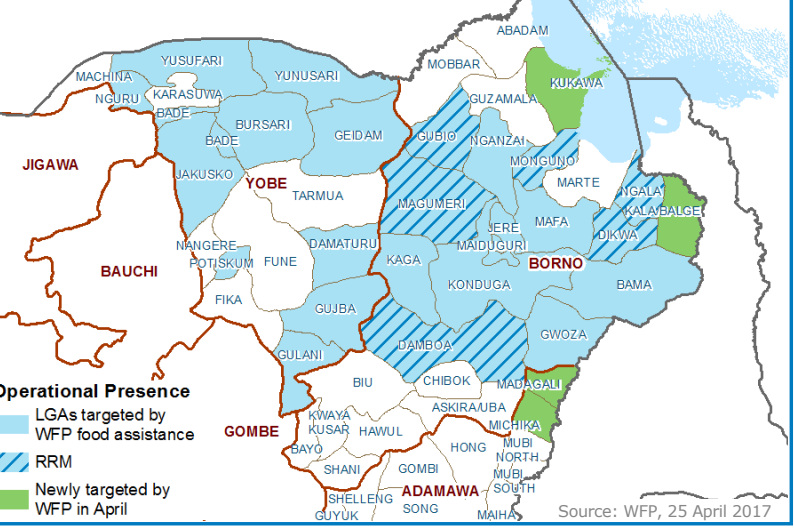 ABADAM
YUSUFARI
MOBBAR
MACHINA
YUNUSARI
KUKAWA
NGURU
KARASUWA
GUZAMALA
BADE
BURSARI
GEIDAM
GUBIO
NGANZAI
BADE
MONGUNO
JIGAWA
JAKUSKO
YOBE
MARTE
TARMUA
MAGUMERI
NGALA
KALA/BALGE
JERE
MAFA
DIKWA
NANGERE
DAMATURU
MAIDUGURI
POTISKUM
FUNE
KAGA
BORNO
BAUCHI
KONDUGA
BAMA
FIKA
GUJBA
GWOZA
DAMBOA
GULANI
BIU
CHIBOK
MADAGALI
Operational Presence
LGAs targeted by
WFP food assistance
RRM
Newly targeted by
WFP in April
ASKIRA/UBA
KWAYA
KUSAR
MICHIKA
GOMBE
HAWUL
BAYO
HONG
MUBI
NORTH
SHANI
GOMBI
MUBI
SOUTH
ADAMAWA
SHELLENG
SONG
GUYUK
MAIHA
Source: WFP, 25 April 2017